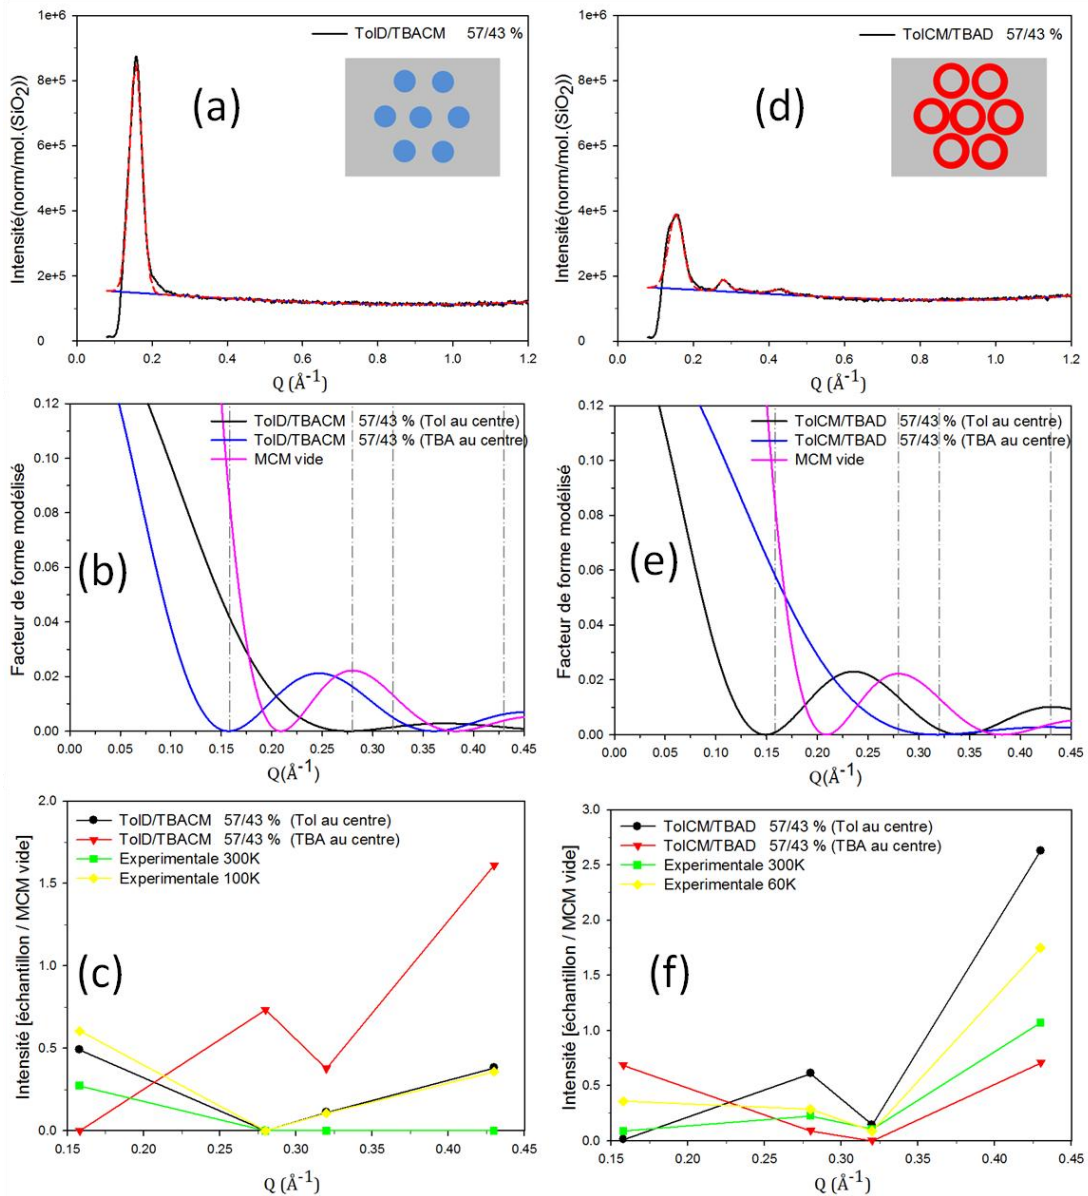 1e+6
8e+5
6e+5
4e+5
2e+5
0
Intensité(norm/mol.(SiO2))
TolD/TBACM 57/43 %
(a)
0.0 0.2 0.4 0.6 0.8 1.0 1.2
Q (Å-1)
1e+6
8e+5
6e+5
4e+5
2e+5
0
Intensité(norm/mol.(SiO2))
TolCM/TBAD 57/43 %
(d)
0.0 0.2 0.4 0.6 0.8 1.0 1.2
Q (Å-1)
0.12
0.10
0.08
0.06
0.04
0.02
0.00
Facteur de forme modélisé
TolD/TBACM 57/43 % (Tol au centre)
TolD/TBACM 57/43 % (TBA au centre)
MCM vide
(b)
0.00 0.05 0.10 0.15 0.20 0.25 0.30 0.35 0.40 0.45
Q(Å-1)
0.12
0.10
0.08
0.06
0.04
0.02
0.00
Facteur de forme modélisé
TolCM/TBAD 57/43 % (Tol au centre)
TolCM/TBAD 57/43 % (TBA au centre)
MCM vide
(e)
0.00 0.05 0.10 0.15 0.20 0.25 0.30 0.35 0.40 0.45
Q(Å-1)
2.0
1.5
1.0
0.5
0.0
Intensité [échantillon / MCM vide]
TolD/TBACM 57/43 % (Tol au centre)
TolD/TBACM 57/43 % (TBA au centre)
Experimentale 300K
Experimentale 100K
(c)
0.15 0.20 0.25 0.30 0.35 0.40 0.45
Q (Å-1)
3.0
2.5
2.0
1.5
1.0
0.5
0.0
Intensité [échantillon / MCM vide]
TolCM/TBAD 57/43 % (Tol au centre)
TolCM/TBAD 57/43 % (TBA au centre)
Experimentale 300K
Experimentale 60K
(f)
0.15 0.20 0.25 0.30 0.35 0.40 0.45
Q (Å-1)